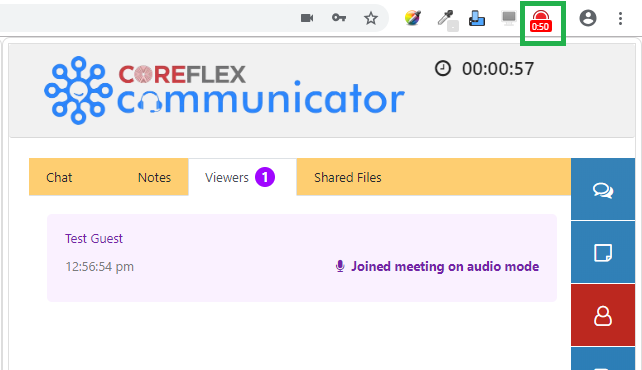 0:50
COREFLEX
communicator
00:00:57
Chat
Notes
Viewers 1
Shared Files
Test Guest
12:56:54 pm
Joined meeting on audio mode